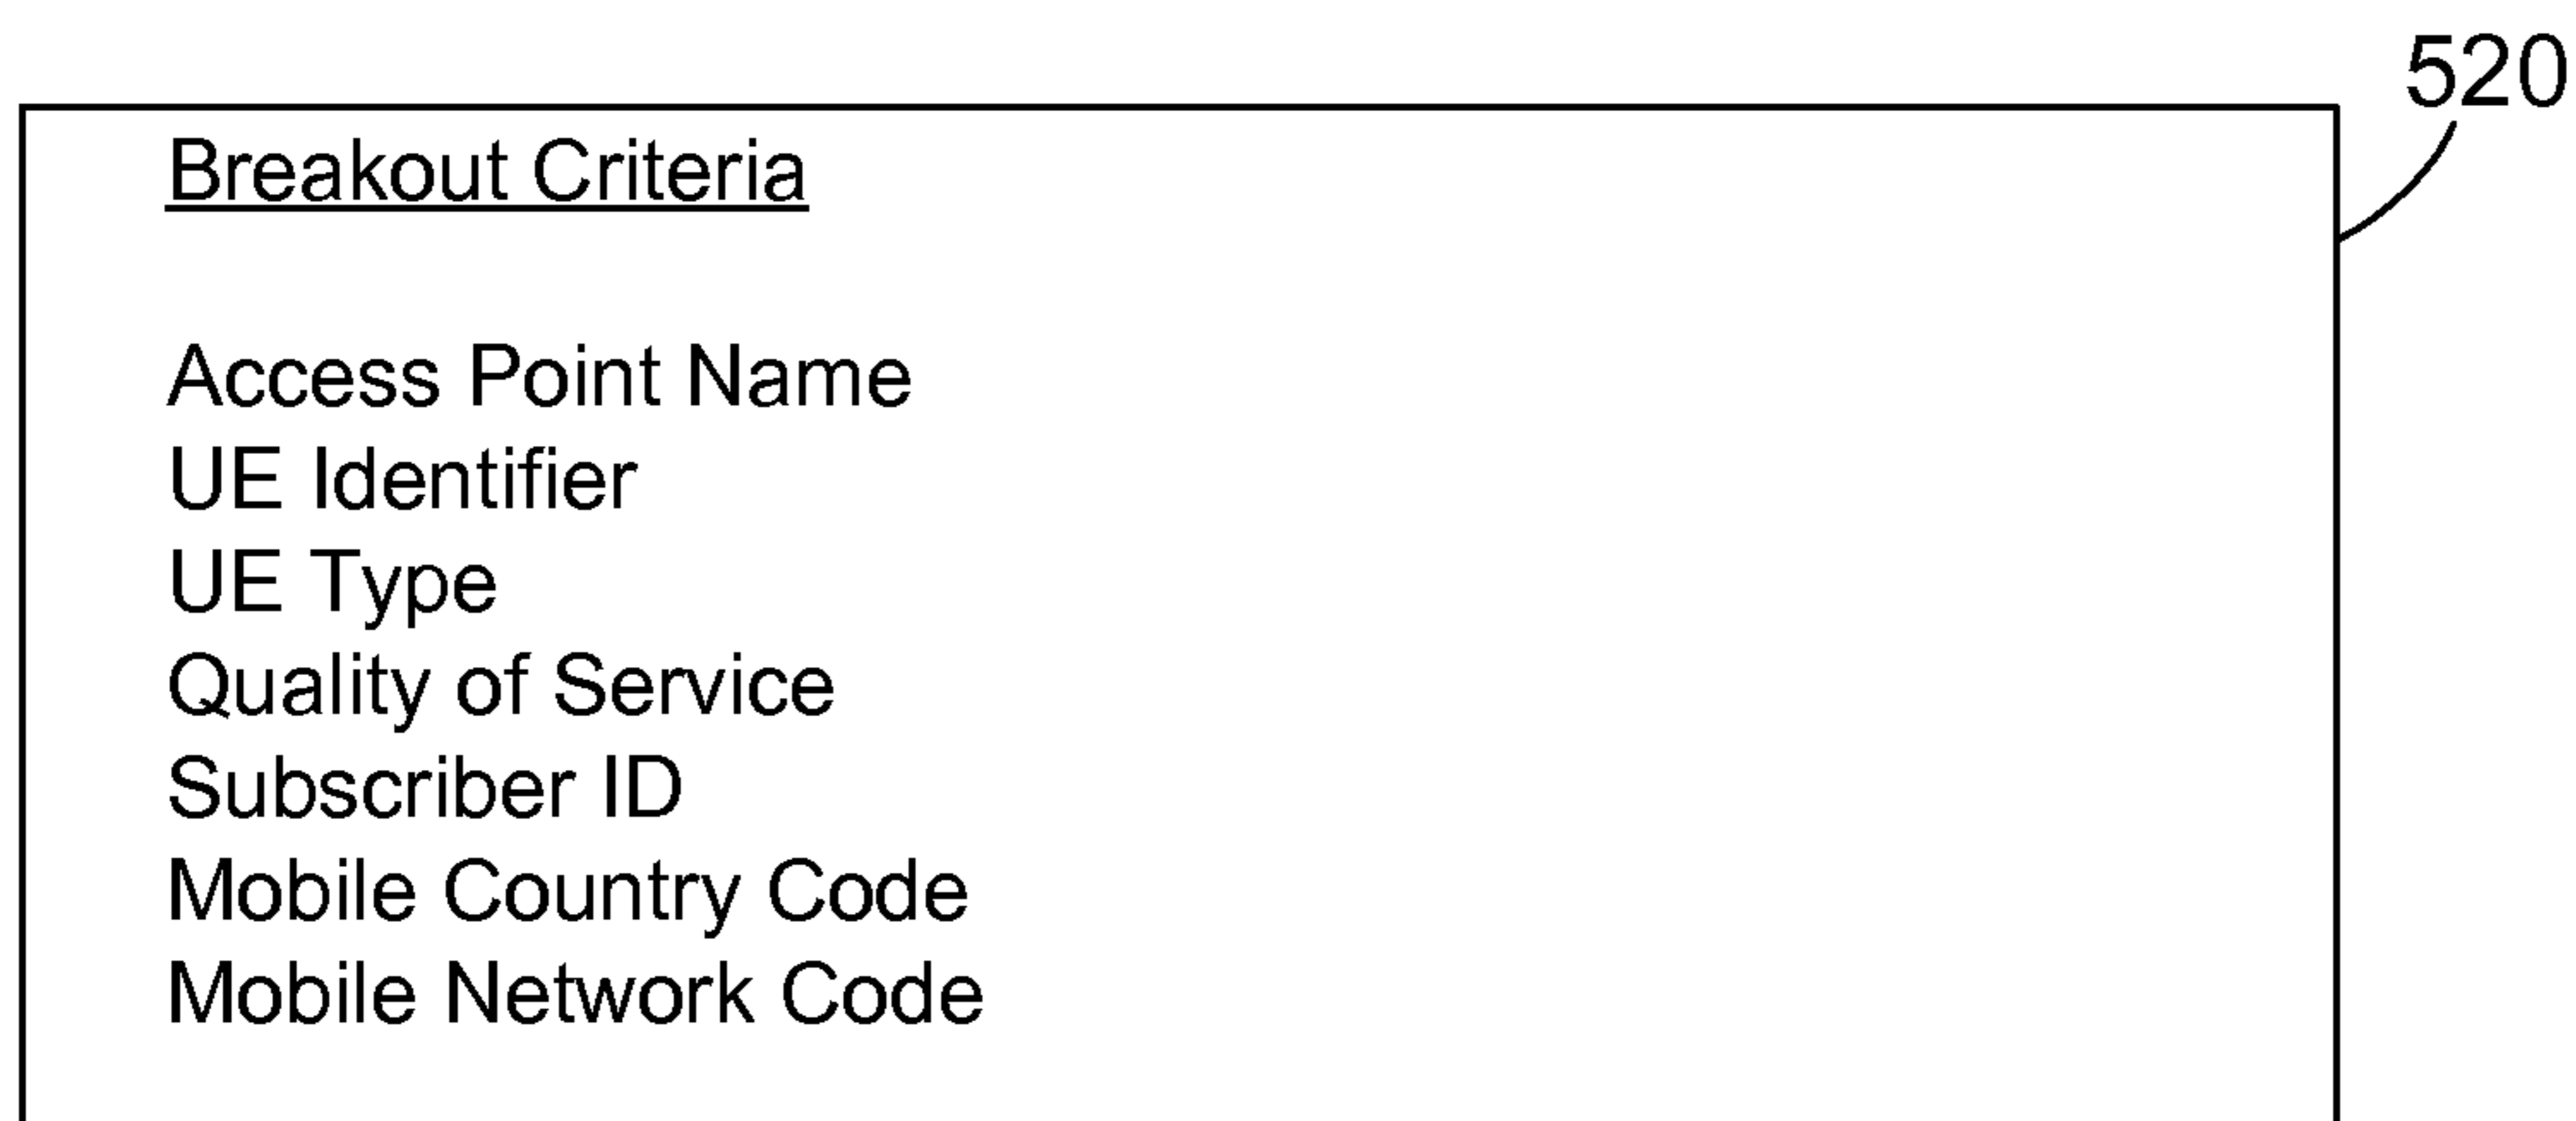 520
Breakout Criteria
Access Point Name
UE Identifier
UE Type
Quality of Service
Subscriber ID
Mobile Country Code
Mobile Network Code